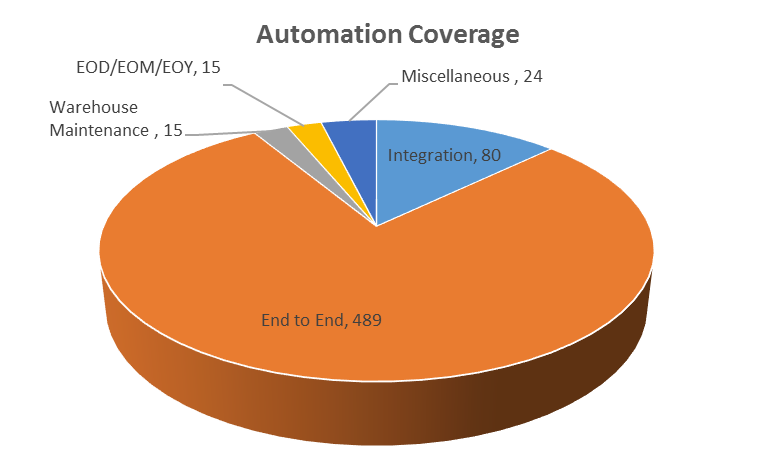 Automation Coverage
EOD/EOM/EOY, 15
Miscellaneous , 24
Warehouse
Maintenance , 15
Integration, 80
End to End, 489